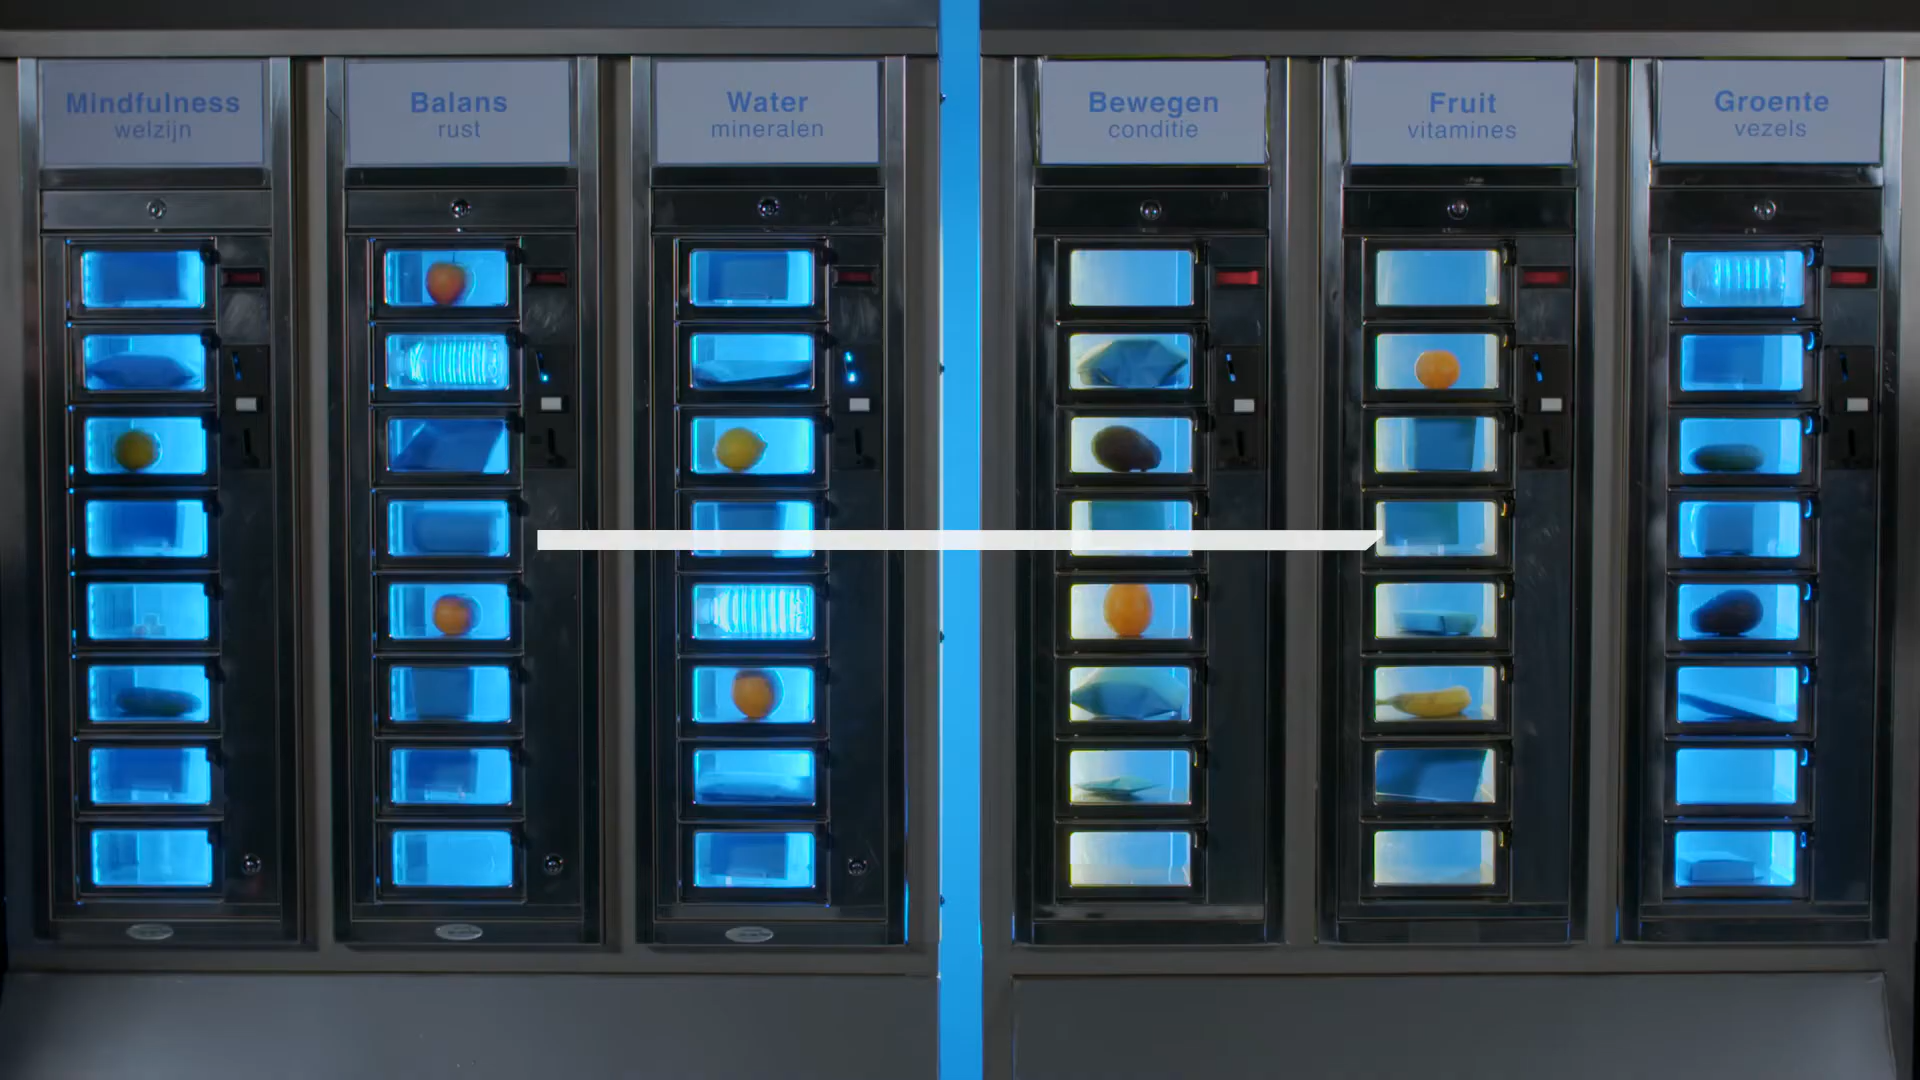 Mindfulness
welzijn
Balans
rust
Water
mineralen
Bewegen
conditie
Fruit
vitamines
Groente
vezels